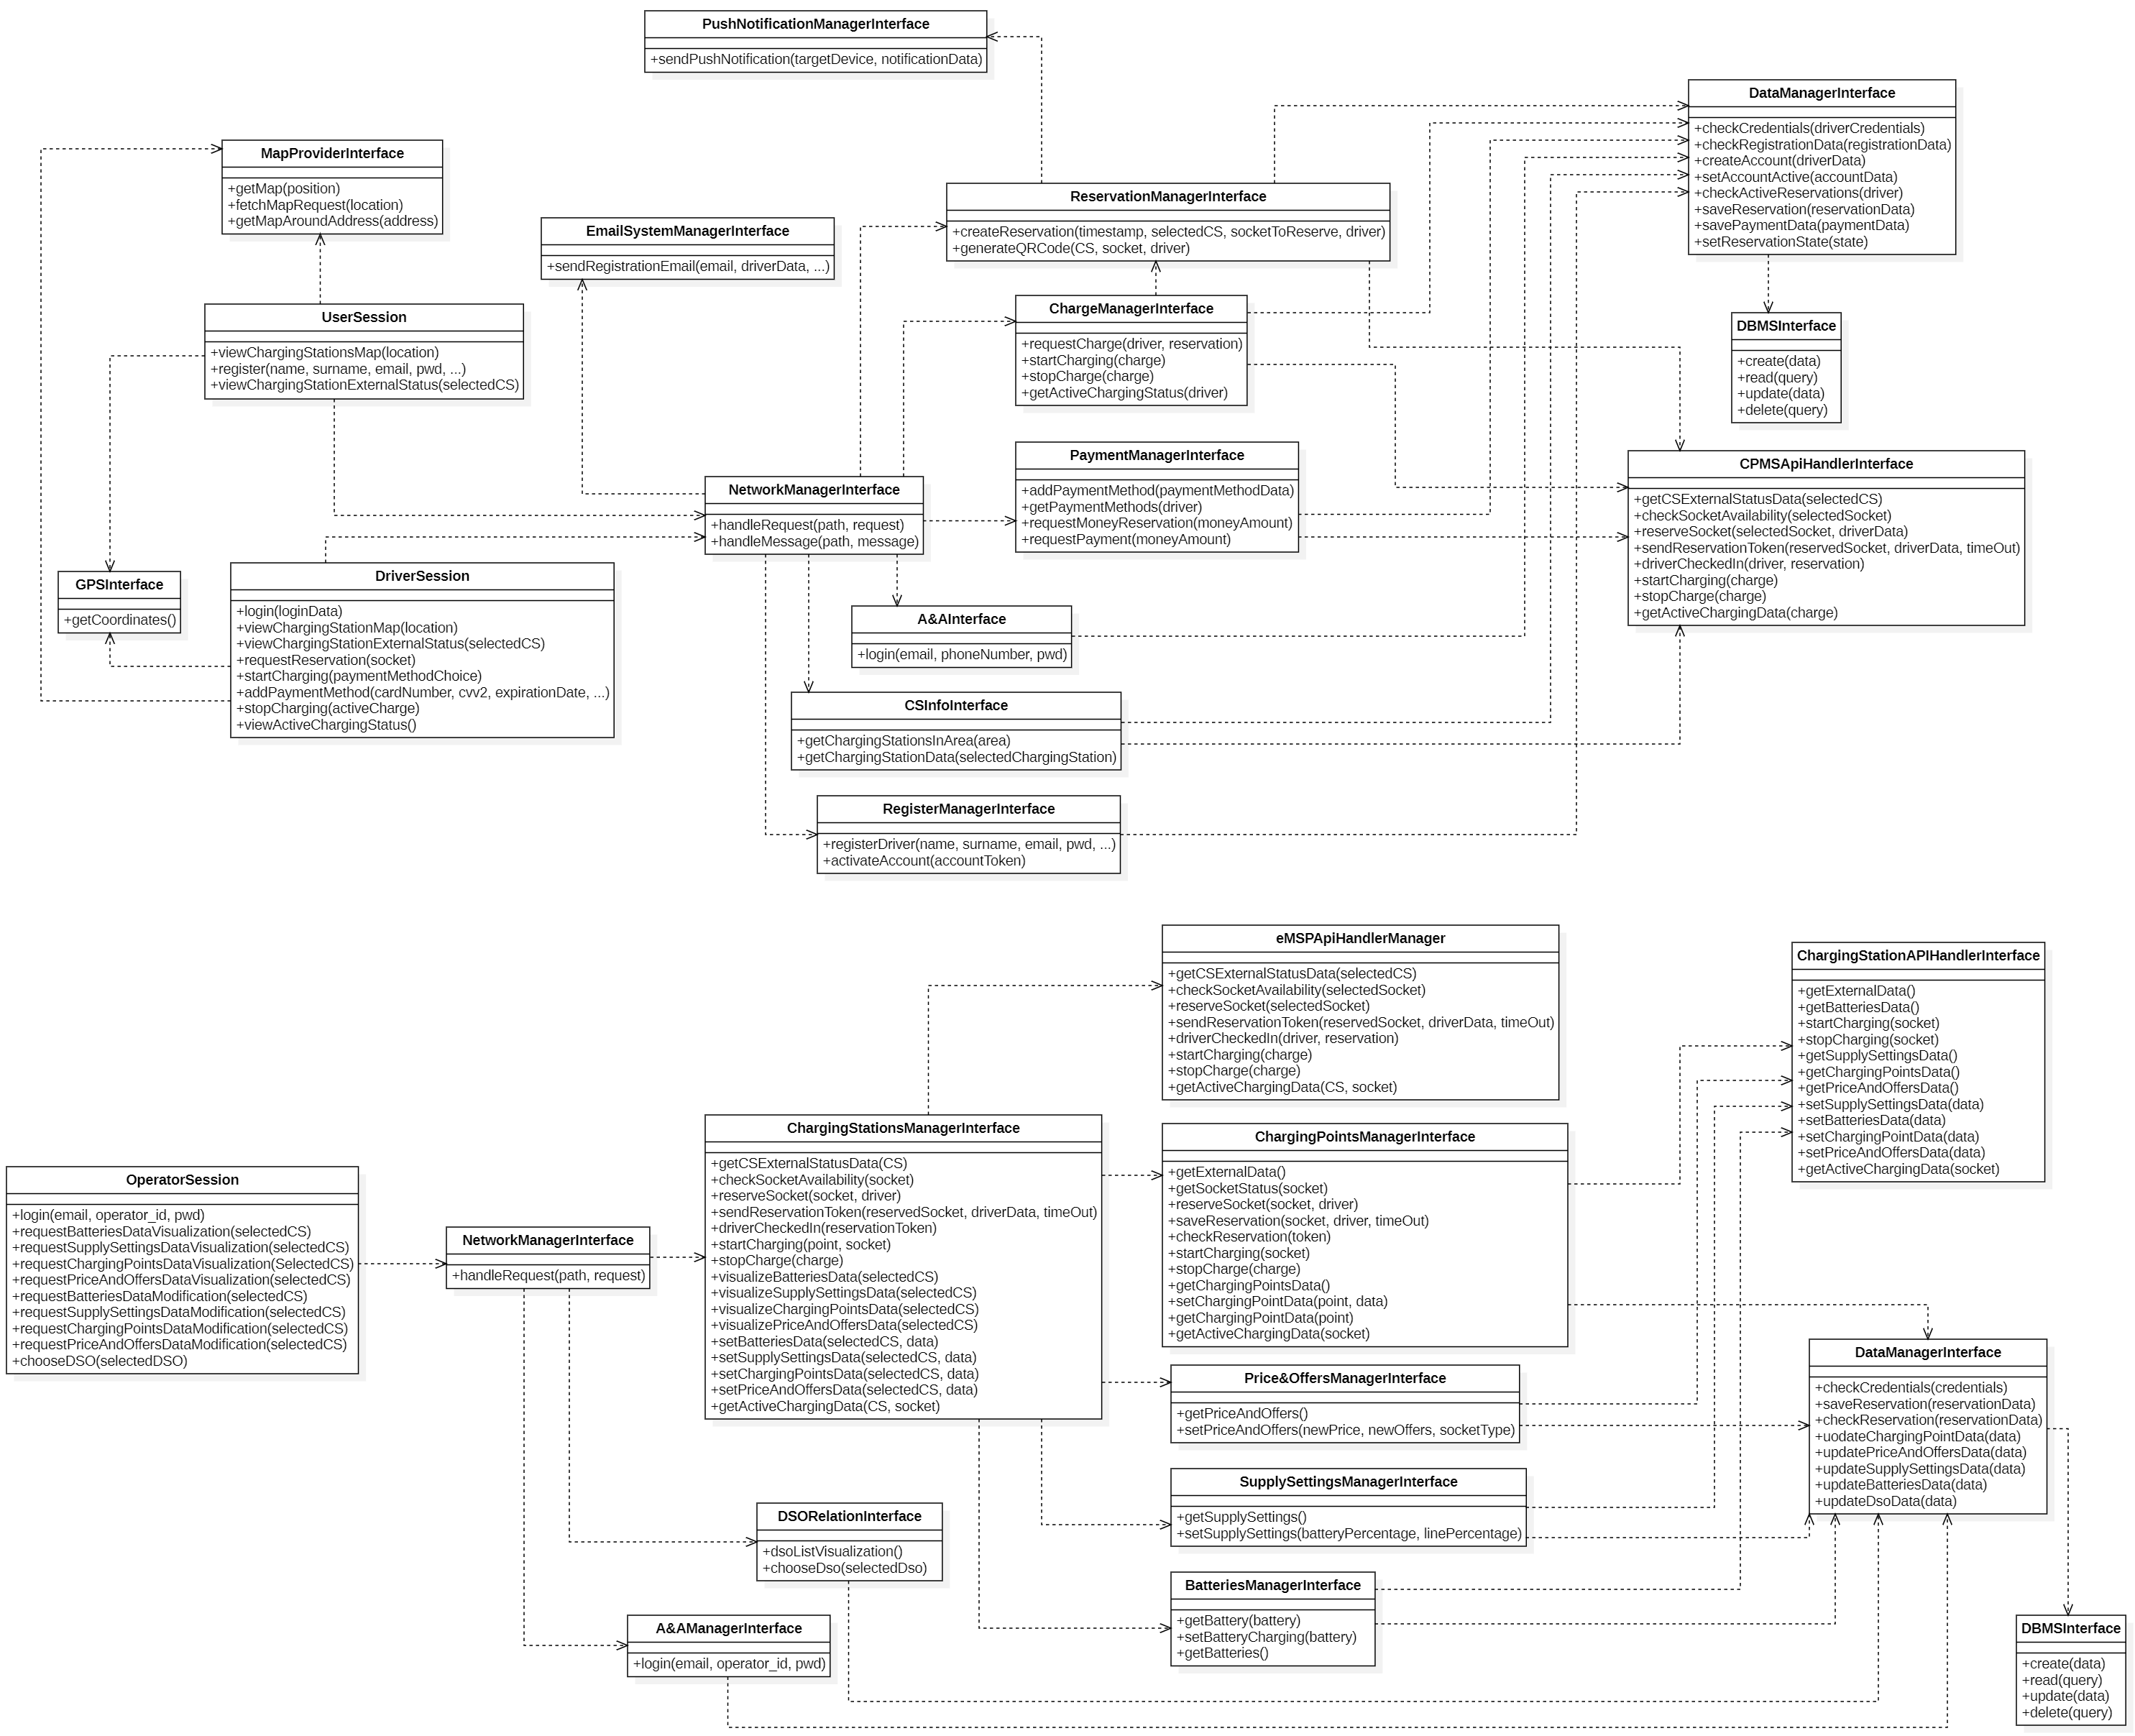 PushNotificationManagerInterface
+sendPushNotification(targetDevice, notificationData)
DataManagerInterface
+checkCredentials(driverCredentials)
+checkRegistrationData(registrationData)
+createAccount(driverData)
+setAccountActive(accountData)
+checkActiveReservations(driver)
+saveReservation(reservationData)
+savePaymentData(paymentData)
+setReservationState(state)
MapProviderInterface
+getMap(position)
+fetchMapRequest(location)
+getMapAroundAddress(address)
ReservationManagerInterface
+createReservation(timestamp, selectedCS, socketToReserve, driver)
+generateQRCode(CS, socket, driver)
EmailSystemManagerInterface
+sendRegistrationEmail(email, driverData, ...)
UserSession
+viewChargingStationsMap(location)
+register(name, surname, email, pwd, ...)
+viewChargingStationExternalStatus(selectedCS)
ChargeManagerInterface
+requestCharge(driver, reservation)
+startCharging(charge)
+stopCharge(charge)
+getActiveChargingStatus(driver)
DBMSInterface
+create(data)
+read(query)
+update(data)
+delete(query)
PaymentManagerInterface
+addPaymentMethod(paymentMethodData)
+getPaymentMethods(driver)
+requestMoneyReservation(moneyAmount)
+requestPayment(moneyAmount)
CPMSApiHandlerInterface
+getCSExternalStatusData(selectedCS)
+checkSocketAvailability(selectedSocket)
+reserveSocket(selectedSocket, driverData)
+sendReservationToken(reservedSocket, driverData, timeOut)
+driverCheckedIn(driver, reservation)
+startCharging(charge)
+stopCharge(charge)
+getActiveChargingData(charge)
NetworkManagerInterface
+handleRequest(path, request)
+handleMessage(path, message)
GPSInterface
+getCoordinates()
DriverSession
+login(loginData)
+viewChargingStationMap(location)
+viewChargingStationExternalStatus(selectedCS)
+requestReservation(socket)
+startCharging(paymentMethodChoice)
+addPaymentMethod(cardNumber, cvv2, expirationDate, ...)
+stopCharging(activeCharge)
+viewActiveChargingStatus()
A&AInterface
+login(email, phoneNumber, pwd)
CSInfoInterface
+getChargingStationsInArea(area)
+getChargingStationData(selectedChargingStation)
RegisterManagerInterface
+registerDriver(name, surname, email, pwd, ...)
+activateAccount(accountToken)
eMSPApiHandlerManager
+getCSExternalStatusData(selectedCS)
+checkSocketAvailability(selectedSocket)
+reserveSocket(selectedSocket)
+sendReservationToken(reservedSocket, driverData, timeOut)
+driverCheckedIn(driver, reservation)
+startCharging(charge)
+stopCharge(charge)
+getActiveChargingData(CS, socket)
ChargingStationAPIHandlerInterface
+getExternalData()
+getBatteriesData()
+startCharging(socket)
+stopCharging(socket)
+getSupplySettingsData()
+getChargingPointsData()
+getPriceAndOffersData()
+setSupplySettingsData(data)
+setBatteriesData(data)
+setChargingPointData(data)
+setPriceAndOffersData(data)
+getActiveChargingData(socket)
ChargingStationsManagerInterface
+getCSExternalStatusData(CS)
+checkSocketAvailability(socket)
+reserveSocket(socket, driver)
+sendReservationToken(reservedSocket, driverData, timeOut)
+driverCheckedIn(reservationToken)
+startCharging(point, socket)
+stopCharge(charge)
+visualizeBatteriesData(selectedCS)
+visualizeSupplySettingsData(selectedCS)
+visualizeChargingPointsData(selectedCS)
+visualizePriceAndOffersData(selectedCS)
+setBatteriesData(selectedCS, data)
+setSupplySettingsData(selectedCS, data)
+setChargingPointsData(selectedCS, data)
+setPriceAndOffersData(selectedCS, data)
+getActiveChargingData(CS, socket)
ChargingPointsManagerInterface
+getExternalData()
+getSocketStatus(socket)
+reserveSocket(socket, driver)
+saveReservation(socket, driver, timeOut)
+checkReservation(token)
+startCharging(socket)
+stopCharge(charge)
+getChargingPointsData()
+setChargingPointData(point, data)
+getChargingPointData(point)
+getActiveChargingData(socket)
OperatorSession
+login(email, operator_id, pwd)
+requestBatteriesDataVisualization(selectedCS)
+requestSupplySettingsDataVisualization(selectedCS)
+requestChargingPointsDataVisualization(SelectedCS)
+requestPriceAndOffersDataVisualization(selectedCS)
+requestBatteriesDataModification(selectedCS)
+requestSupplySettingsDataModification(selectedCS)
+requestChargingPointsDataModification(selectedCS)
+requestPriceAndOffersDataModification(selectedCS)
+chooseDSO(selectedDSO)
NetworkManagerInterface
+handleRequest(path, request)
DataManagerInterface
+checkCredentials(credentials)
+saveReservation(reservationData)
+checkReservation(reservationData)
+uodateChargingPointData(data)
+updatePriceAndOffersData(data)
+updateSupplySettingsData(data)
+updateBatteriesData(data)
+updateDsoData(data)
Price&OffersManagerInterface
+getPriceAndOffers()
+setPriceAndOffers(newPrice, newOffers, socketType)
SupplySettingsManagerInterface
+getSupplySettings()
+setSupplySettings(batteryPercentage, linePercentage)
DSORelationInterface
+dsoListVisualization()
+chooseDso(selectedDso)
BatteriesManagerInterface
+getBattery(battery)
+setBatteryCharging(battery)
+getBatteries()
A&AManagerInterface
+login(email, operator_id, pwd)
DBMSInterface
+create(data)
+read(query)
+update(data)
+delete(query)